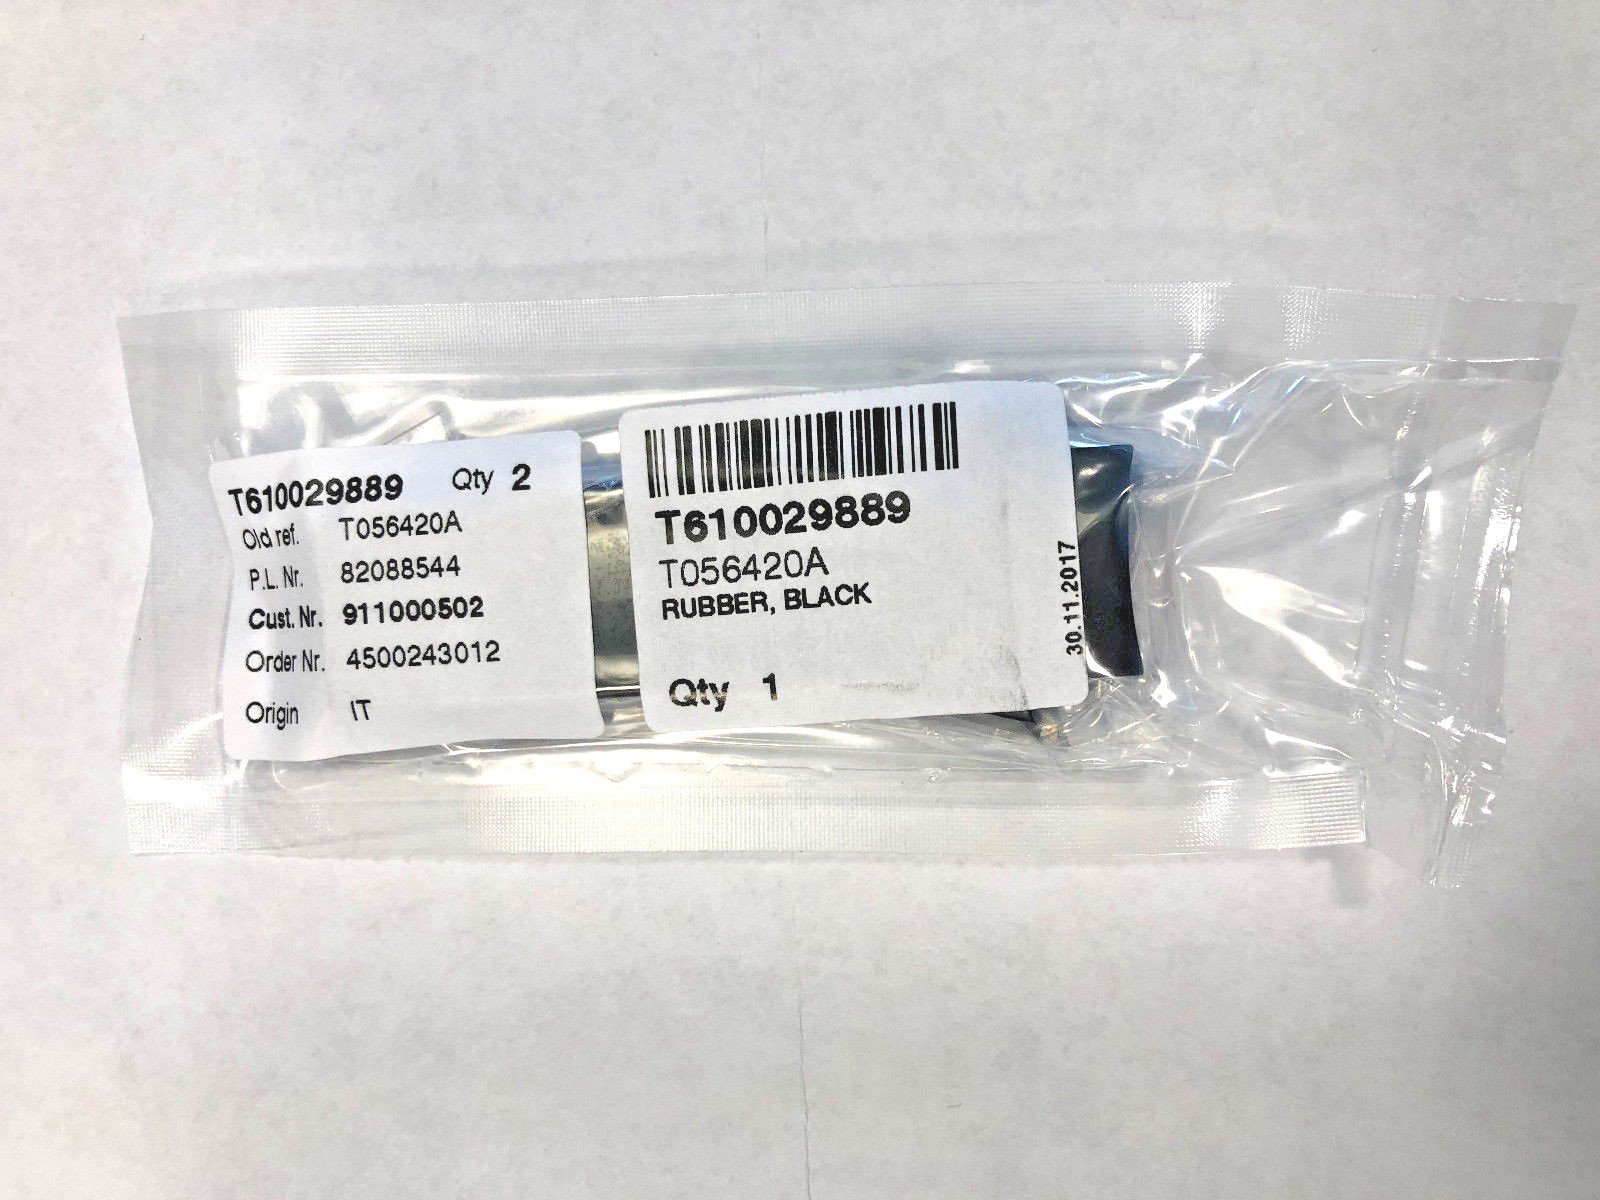 T610029889 Qty 2
Old ref. T056420A
P.L. Nr. 82088544
Cust. Nr. 911000502
Order Nr. 4500243012
Origin IT
T610029889
T056420A
RUBBER, BLACK
Qty 1
30.11.2017